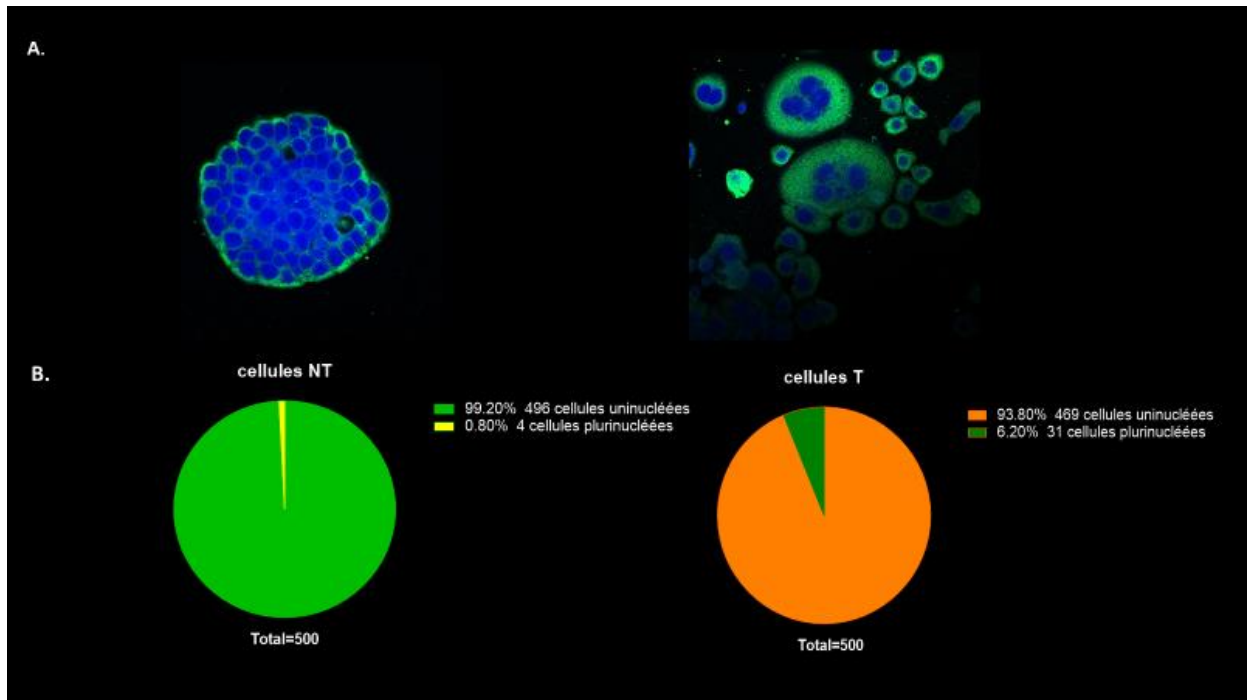 A.
B.
cellules NT
99.20% 496 cellules uninucléées
0.80% 4 cellules plurinucléées
Total=500
cellules T
93.80% 469 cellules uninucléées
6.20% 31 cellules plurinucléées
Total=500